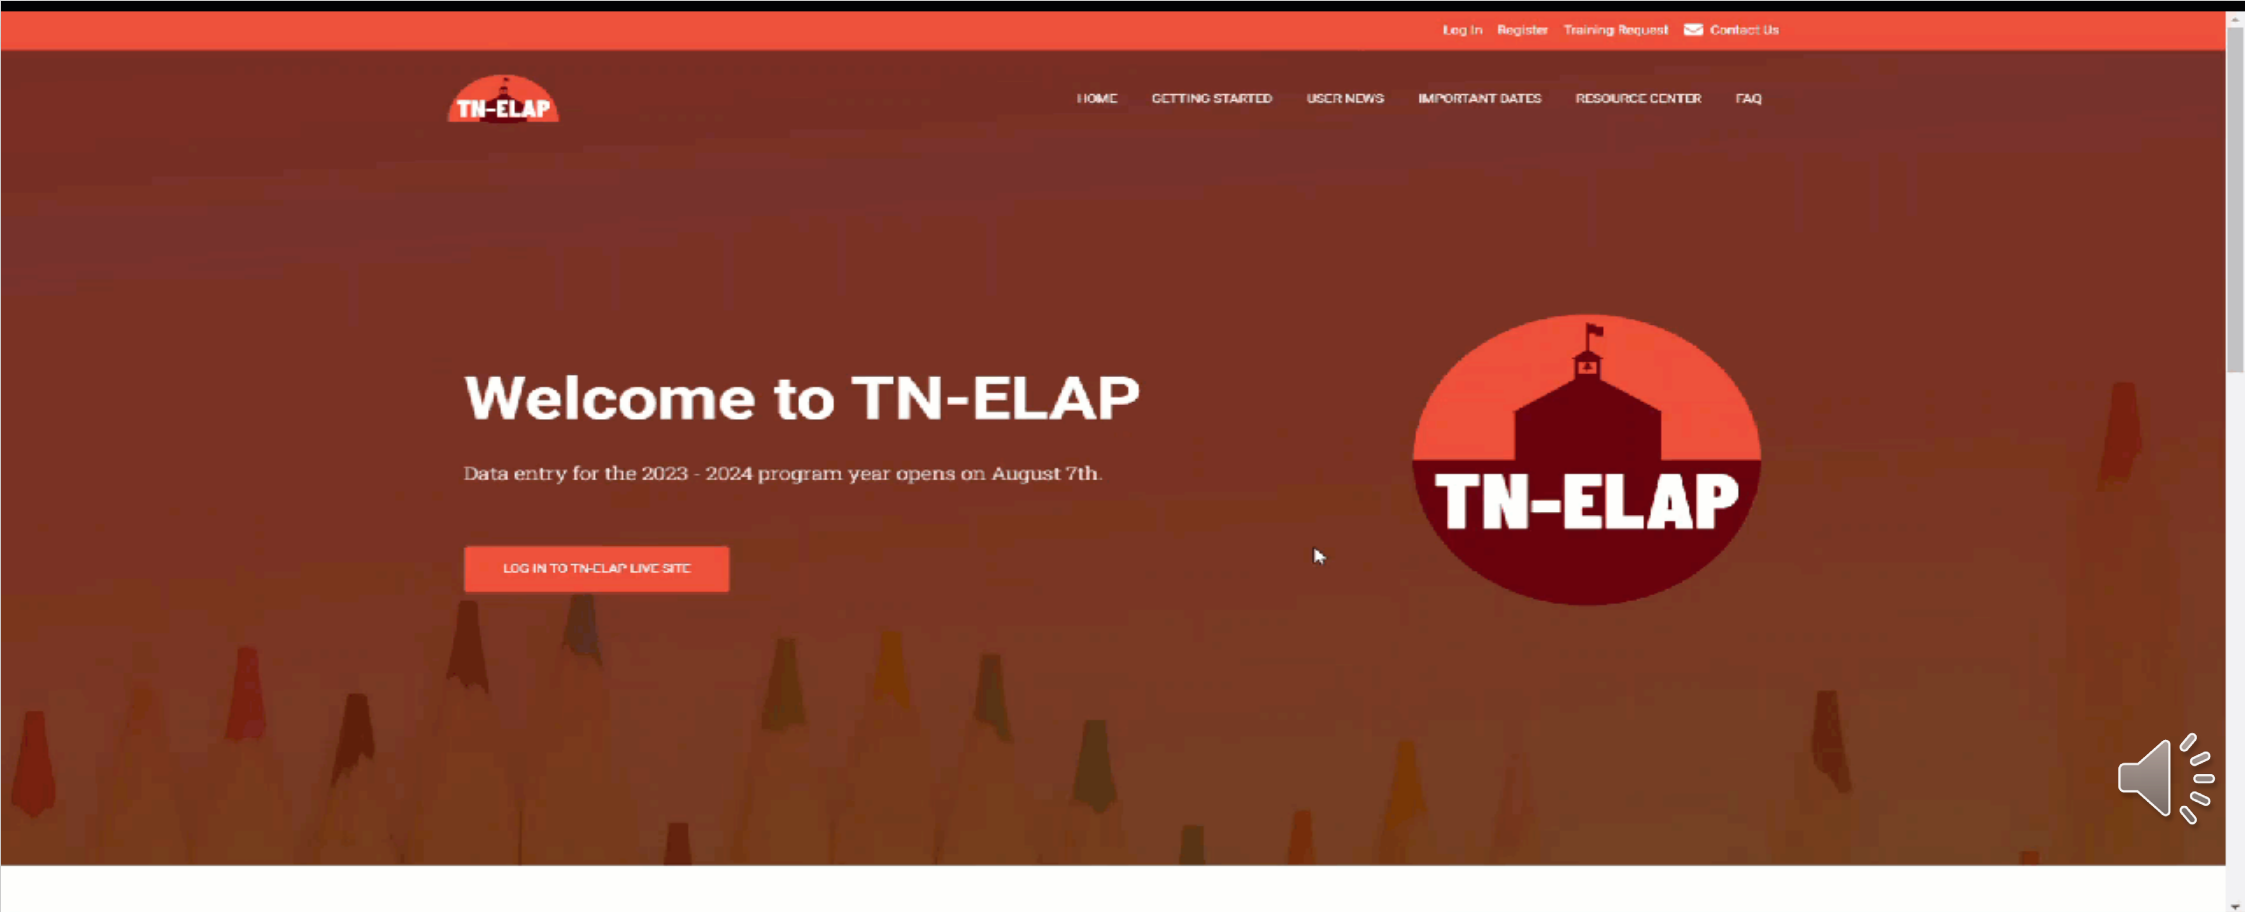 Log In Register Training Request Contact Us
TN-ELAP
HOME GETTING STARTED USER NEWS IMPORTANT DATES RESOURCE CENTER FAQ
Welcome to TN-ELAP
Data entry for the 2023 - 2024 program year opens on August 7th.
TN-ELAP
LOG IN TO TN-ELAP LIVE SITE